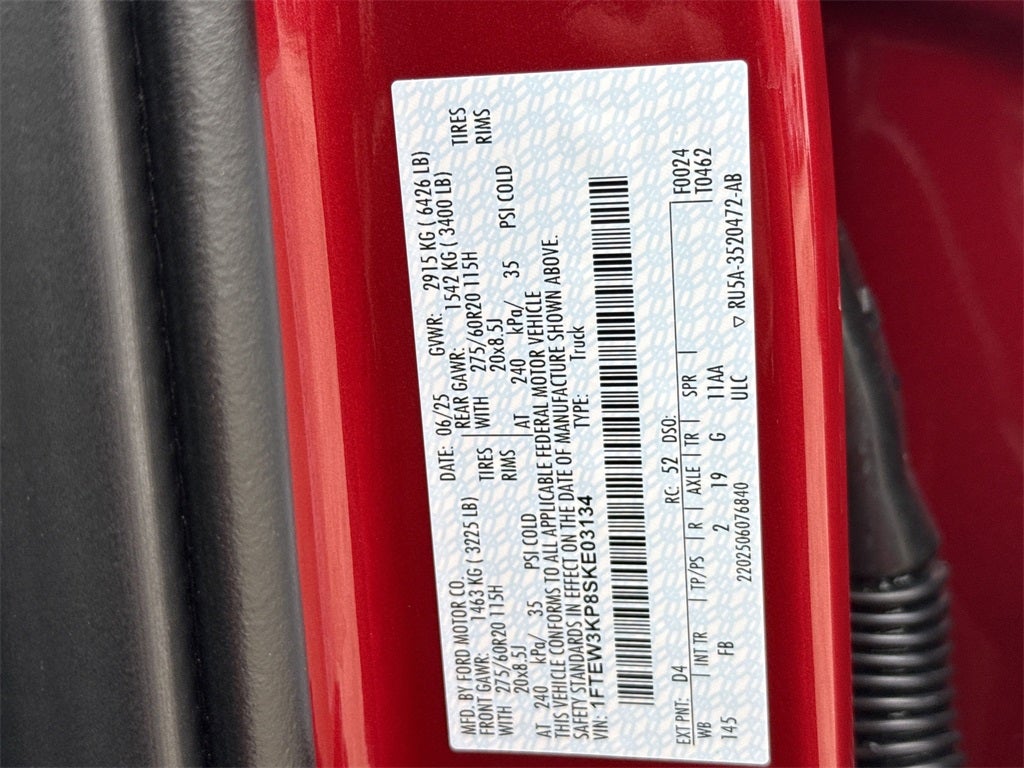 MFD. BY FORD MOTOR CO.
DATE: 06/25 GVWR: 2915 KG ( 6426 LB)
FRONT GAWR: 1463 KG ( 3225 LB) REAR GAWR: 1542 KG ( 3400 LB)
WITH 275/60R20 115H TIRES WITH 275/60R20 115H TIRES
20x8.5J RIMS 20x8.5J RIMS
AT 240 kPa/ 35 PSI COLD AT 240 kPa/ 35 PSI COLD
THIS VEHICLE CONFORMS TO ALL APPLICABLE FEDERAL MOTOR VEHICLE
SAFETY STANDARDS IN EFFECT ON THE DATE OF MANUFACTURE SHOWN ABOVE.
VIN: 1FTEW3KP8SKE03134 TYPE: Truck
EXT PNT: D4 RC: 52 DSO: F0024
WB INT TR TP/PS R AXLE TR SPR T0462
145 FB 2 19 G 11AA
ULC
2202506076840 ▽ RU5A-3520472-AB